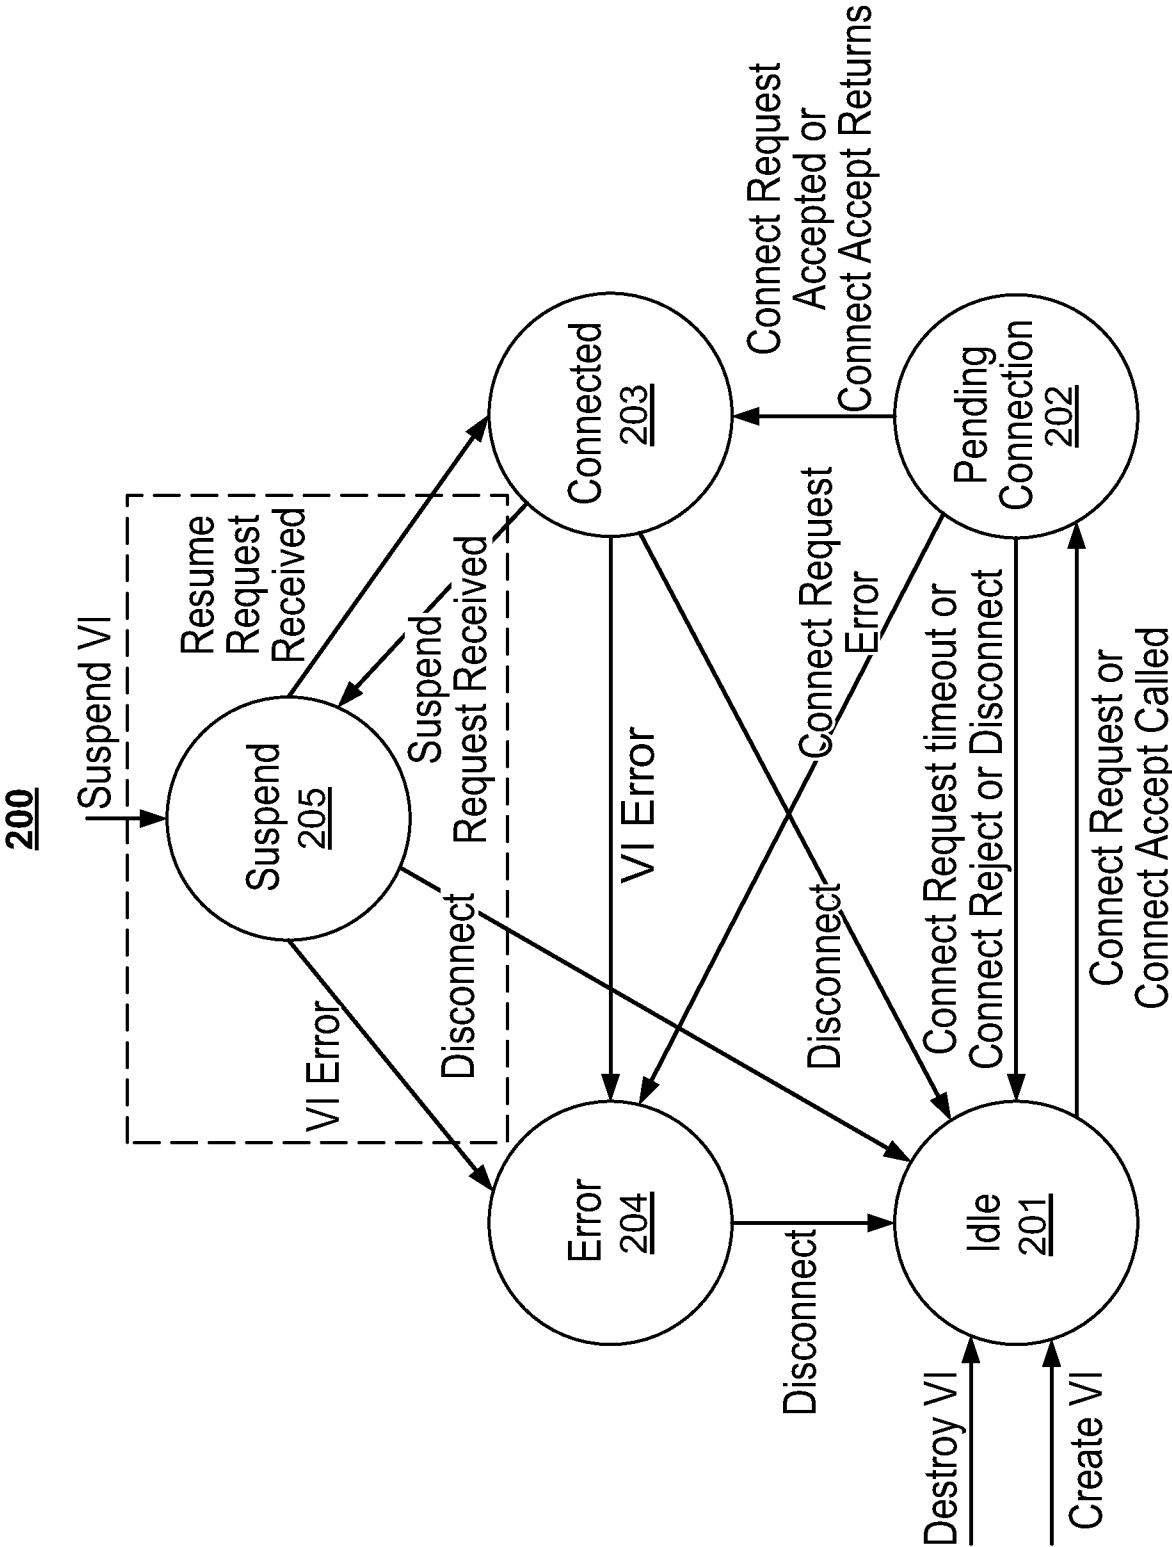 200
Suspend VI
Suspend
205
Resume
Request
Received
VI Error
Disconnect
Suspend
Request Received
Error
204
VI Error
Connected
203
Disconnect
Disconnect
Connect Request
Error
Connect Request
Accepted or
Connect Accept Returns
Destroy VI
Create VI
Idle
201
Connect Request timeout or
Connect Reject or Disconnect
Pending
Connection
202
Connect Request or
Connect Accept Called